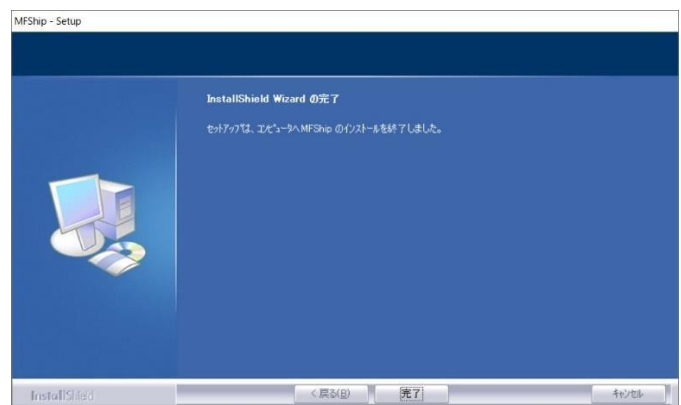 MFShip - Setup
InstallShield Wizard の完了
セットアップは、コンピュータへMFShip のインストールを終了しました。
InstallShield
< 戻る(B)
完了
キャンセル